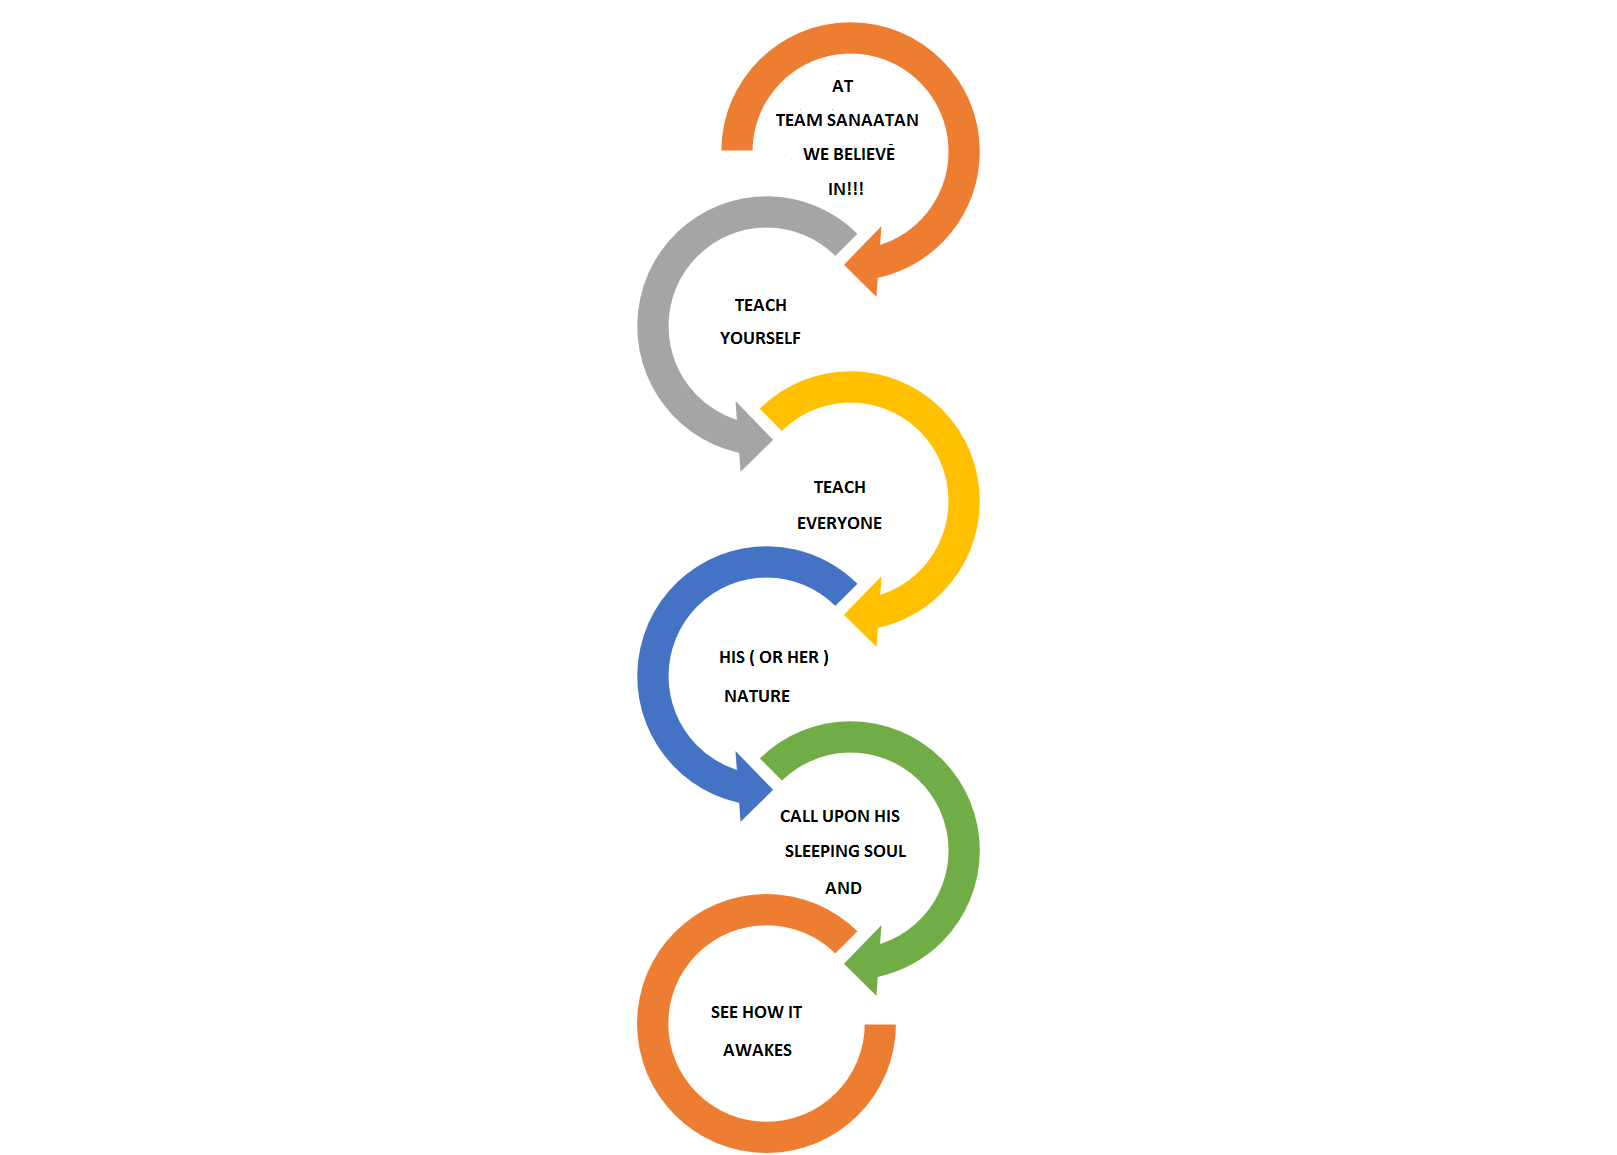 AT
TEAM SANAATAN
WE BELIEVE
IN!!!
TEACH
YOURSELF
TEACH
EVERYONE
HIS ( OR HER )
NATURE
CALL UPON HIS
SLEEPING SOUL
AND
SEE HOW IT
AWAKES